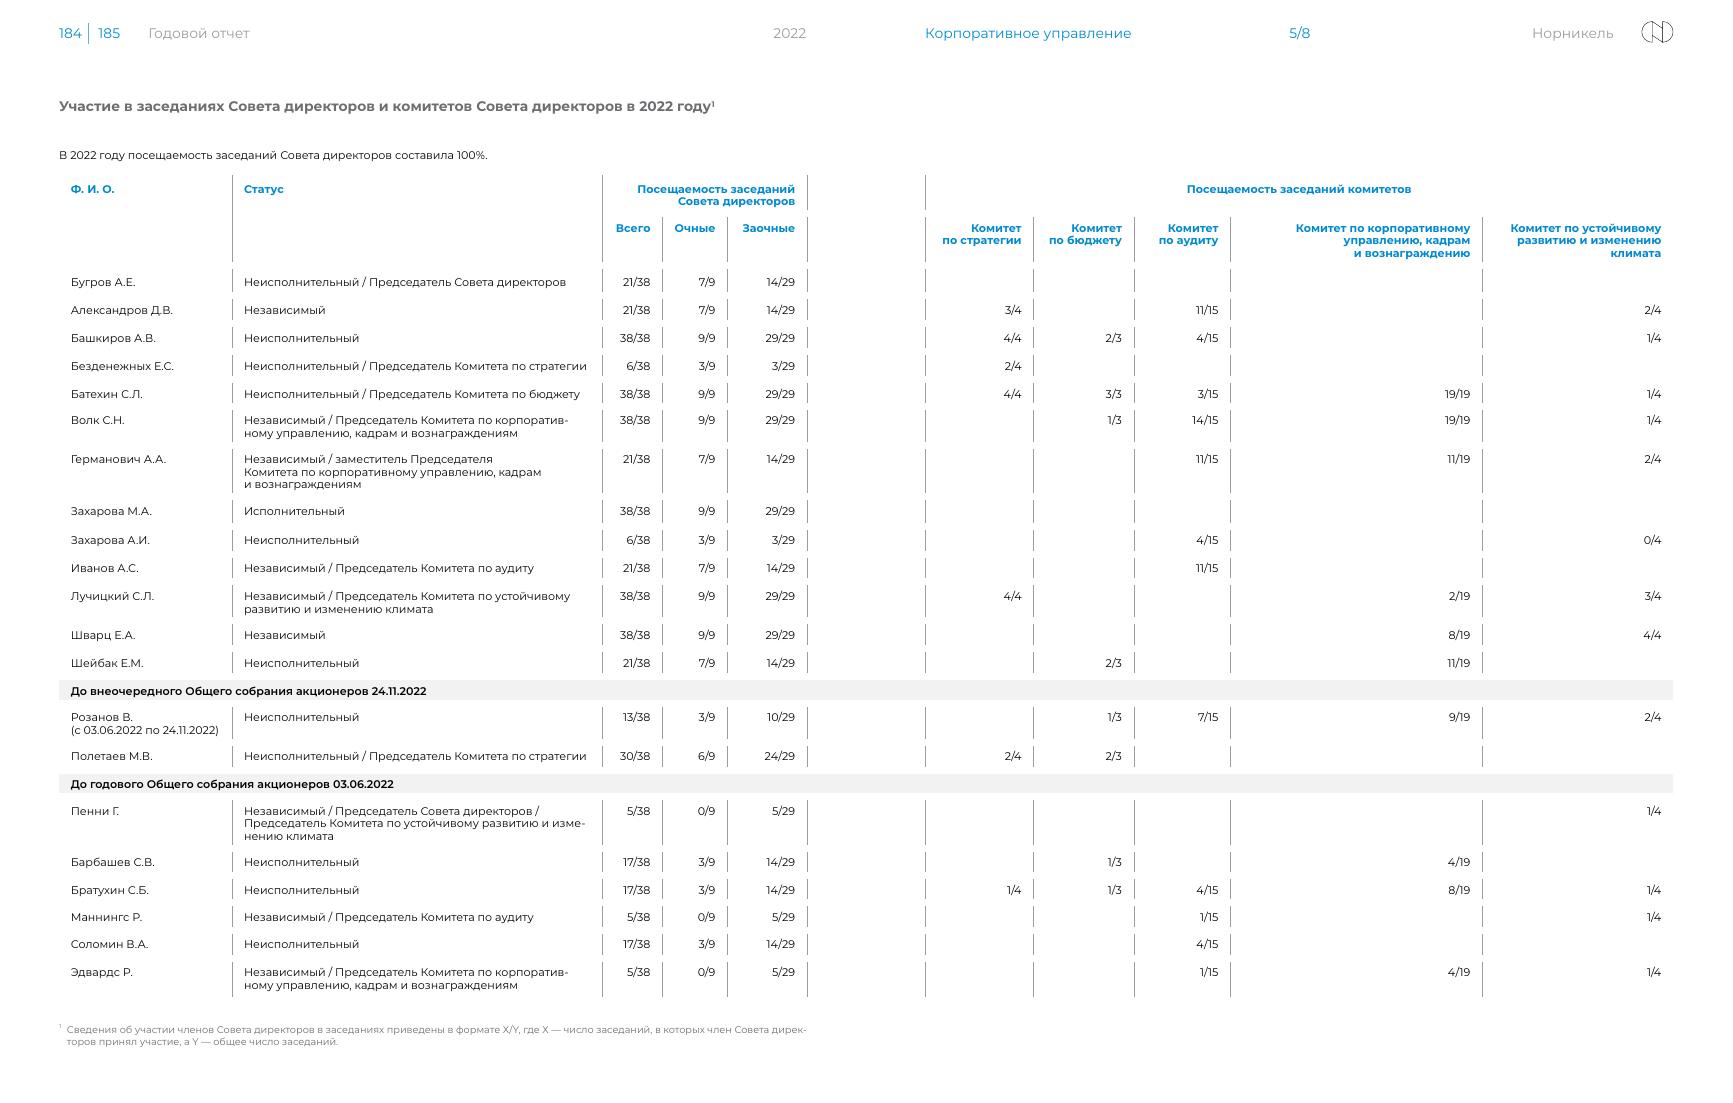 184 185 Годовой отчет 2022 Корпоративное управление 5/8 Норникель
Участие в заседаниях Совета директоров и комитетов Совета директоров в 2022 году¹
В 2022 году посещаемость заседаний Совета директоров составила 100%.
Ф. И. О. Статус Посещаемость заседаний Посещаемость заседаний комитетов
Совета директоров
Всего Очные Заочные Комитет Комитет Комитет Комитет по корпоративному Комитет по устойчивому
по стратегии по бюджету по аудиту управлению, кадрам развитию и изменению
и вознаграждению климата
Бугров А.Е. Неисполнительный / Председатель Совета директоров 21/38 7/9 14/29
Александров Д.В. Независимый 21/38 7/9 14/29 3/4 11/15 2/4
Башкиров А.В. Неисполнительный 38/38 9/9 29/29 4/4 2/3 4/15 1/4
Безденежных Е.С. Неисполнительный / Председатель Комитета по стратегии 6/38 3/9 3/29 2/4
Батехин С.Л. Неисполнительный / Председатель Комитета по бюджету 38/38 9/9 29/29 4/4 3/3 3/15 19/19 1/4
Волк С.Н. Независимый / Председатель Комитета по корпоратив- 38/38 9/9 29/29 1/3 14/15 19/19 1/4
ному управлению, кадрам и вознаграждениям
Германович А.А. Независимый / заместитель Председателя 21/38 7/9 14/29 11/15 11/19 2/4
Комитета по корпоративному управлению, кадрам
и вознаграждениям
Захарова М.А. Исполнительный 38/38 9/9 29/29
Захарова А.И. Неисполнительный 6/38 3/9 3/29 4/15 0/4
Иванов А.С. Независимый / Председатель Комитета по аудиту 21/38 7/9 14/29 11/15
Лучицкий С.Л. Независимый / Председатель Комитета по устойчивому 38/38 9/9 29/29 4/4 2/19 3/4
развитию и изменению климата
Шварц Е.А. Независимый 38/38 9/9 29/29 8/19 4/4
Шейбак Е.М. Неисполнительный 21/38 7/9 14/29 2/3 11/19
До внеочередного Общего собрания акционеров 24.11.2022
Розанов В. Неисполнительный 13/38 3/9 10/29 1/3 7/15 9/19 2/4
(с 03.06.2022 по 24.11.2022)
Полетаев М.В. Неисполнительный / Председатель Комитета по стратегии 30/38 6/9 24/29 2/4 2/3
До годового Общего собрания акционеров 03.06.2022
Пенни Г. Независимый / Председатель Совета директоров / 5/38 0/9 5/29 1/4
Председатель Комитета по устойчивому развитию и изме-
нению климата
Барбашев С.В. Неисполнительный 17/38 3/9 14/29 1/3 4/19
Братухин С.Б. Неисполнительный 17/38 3/9 14/29 1/4 1/3 4/15 8/19 1/4
Маннингс Р. Независимый / Председатель Комитета по аудиту 5/38 0/9 5/29 1/15 1/4
Соломин В.А. Неисполнительный 17/38 3/9 14/29 4/15
Эдвардс Р. Независимый / Председатель Комитета по корпоратив- 5/38 0/9 5/29 1/15 4/19 1/4
ному управлению, кадрам и вознаграждениям
¹ Сведения об участии членов Совета директоров в заседаниях приведены в формате X/Y, где X — число заседаний, в которых член Совета дирек-
торов принял участие, а Y — общее число заседаний.